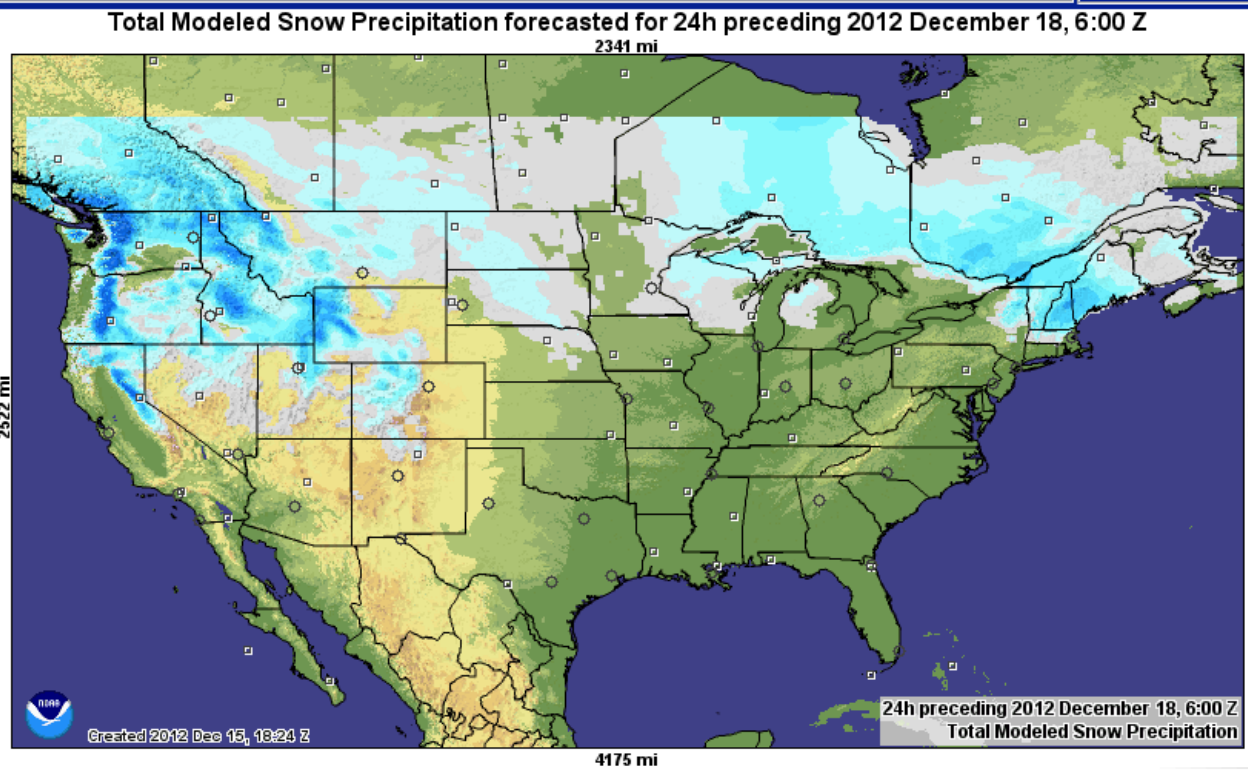 Total Modeled Snow Precipitation forecasted for 24h preceding 2012 December 18, 6:00 Z
2341 mi
2522 mi
NOAA
Created 2012 Dec 15, 18:24 Z
24h preceding 2012 December 18, 6:00 Z
Total Modeled Snow Precipitation
4175 mi